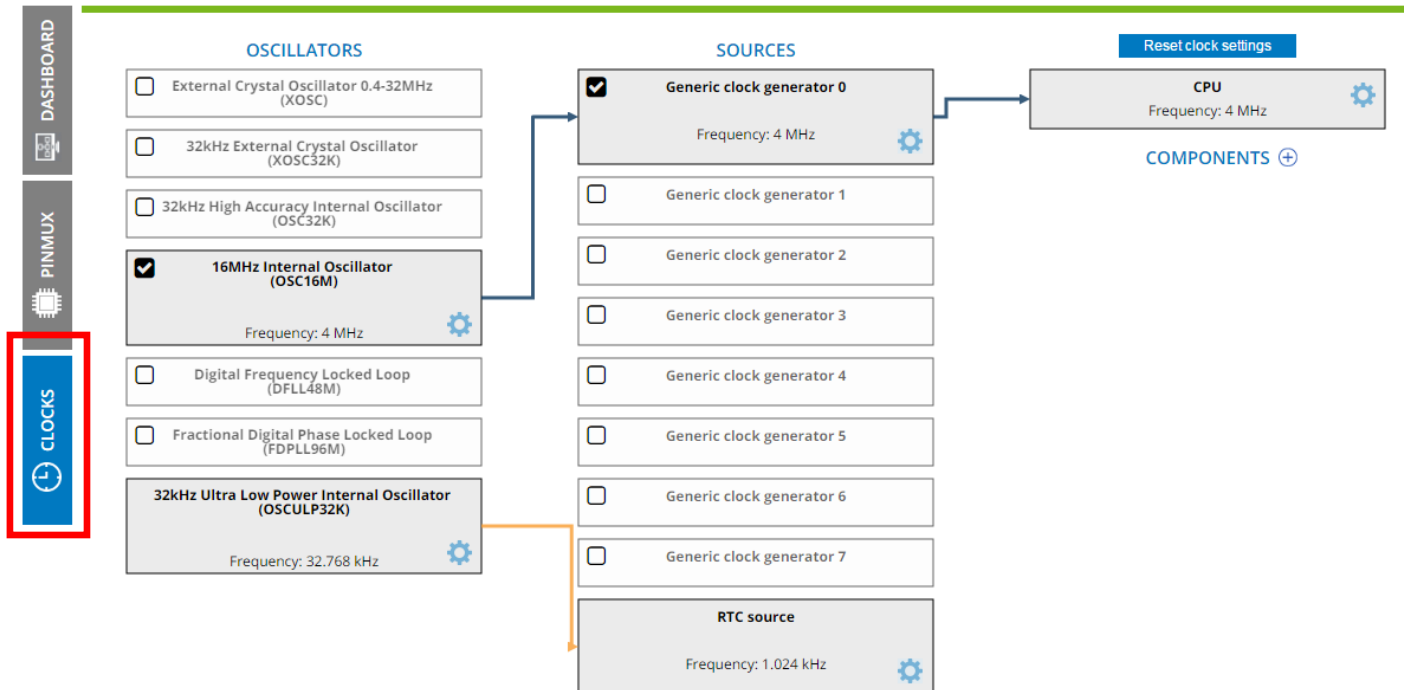 DASHBOARD
PINMUX
CLOCKS
OSCILLATORS
External Crystal Oscillator 0.4-32MHz
(XOSC)
32kHz External Crystal Oscillator
(XOSC32K)
32kHz High Accuracy Internal Oscillator
(OSC32K)
16MHz Internal Oscillator
(OSC16M)
Frequency: 4 MHz
Digital Frequency Locked Loop
(DFLL48M)
Fractional Digital Phase Locked Loop
(FDPLL96M)
32kHz Ultra Low Power Internal Oscillator
(OSCULP32K)
Frequency: 32.768 kHz
SOURCES
Generic clock generator 0
Frequency: 4 MHz
Generic clock generator 1
Generic clock generator 2
Generic clock generator 3
Generic clock generator 4
Generic clock generator 5
Generic clock generator 6
Generic clock generator 7
RTC source
Frequency: 1.024 kHz
Reset clock settings
CPU
Frequency: 4 MHz
COMPONENTS